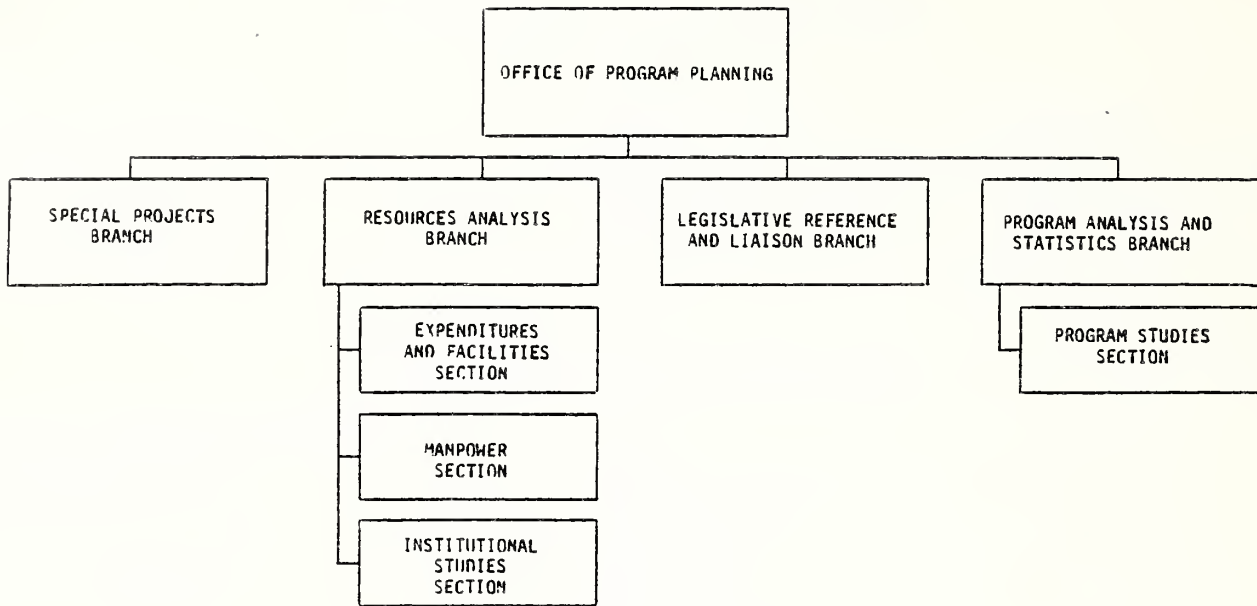 OFFICE OF PROGRAM PLANNING
SPECIAL PROJECTS
BRANCH
RESOURCES ANALYSIS
BRANCH
LEGISLATIVE REFERENCE
AND LIAISON BRANCH
PROGRAM ANALYSIS AND
STATISTICS BRANCH
EXPENDITURES
AND FACILITIES
SECTION
MANPOWER
SECTION
INSTITUTIONAL
STUDIES
SECTION
PROGRAM STUDIES
SECTION